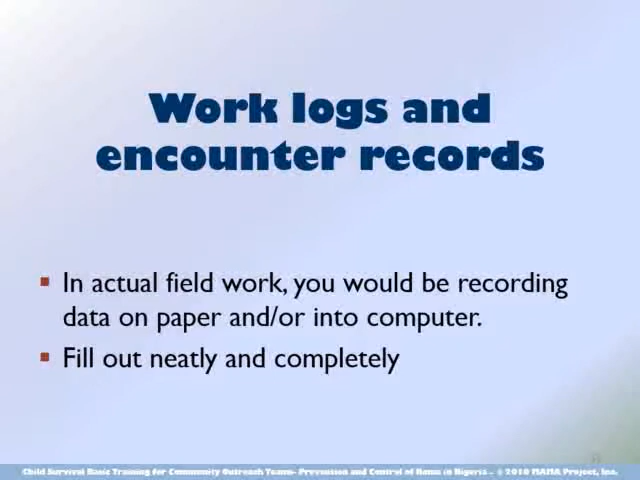 Work logs and
encounter records
In actual field work, you would be recording
data on paper and/or into computer.
Fill out neatly and completely
Child Survival Basic Training for Community Outreach Teams- Prevention and Control of Noma in Nigeria . © 2010 MAMA Project, Inc.